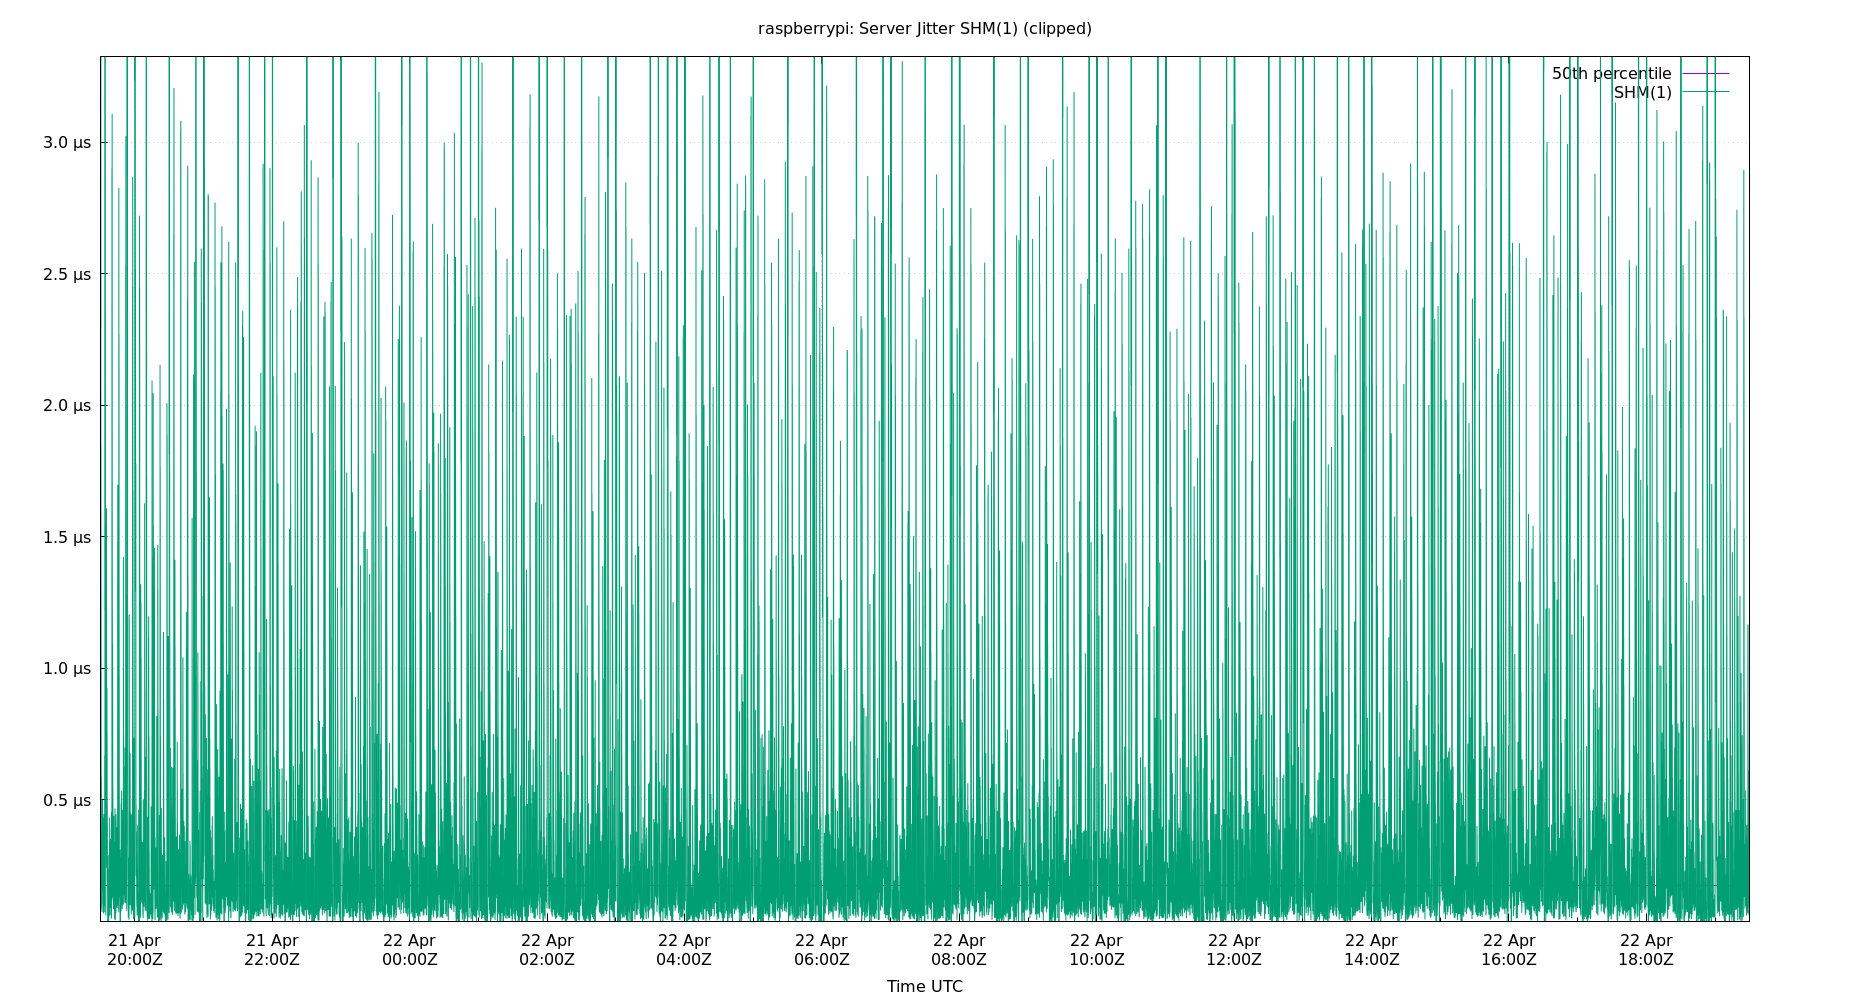 raspberrypi: Server Jitter SHM(1) (clipped)
50th percentile
SHM(1)
3.0 µs
2.5 µs
2.0 µs
1.5 µs
1.0 µs
0.5 µs
21 Apr 21 Apr 22 Apr 22 Apr 22 Apr 22 Apr 22 Apr 22 Apr 22 Apr 22 Apr 22 Apr 22 Apr
20:00Z 22:00Z 00:00Z 02:00Z 04:00Z 06:00Z 08:00Z 10:00Z 12:00Z 14:00Z 16:00Z 18:00Z
Time UTC